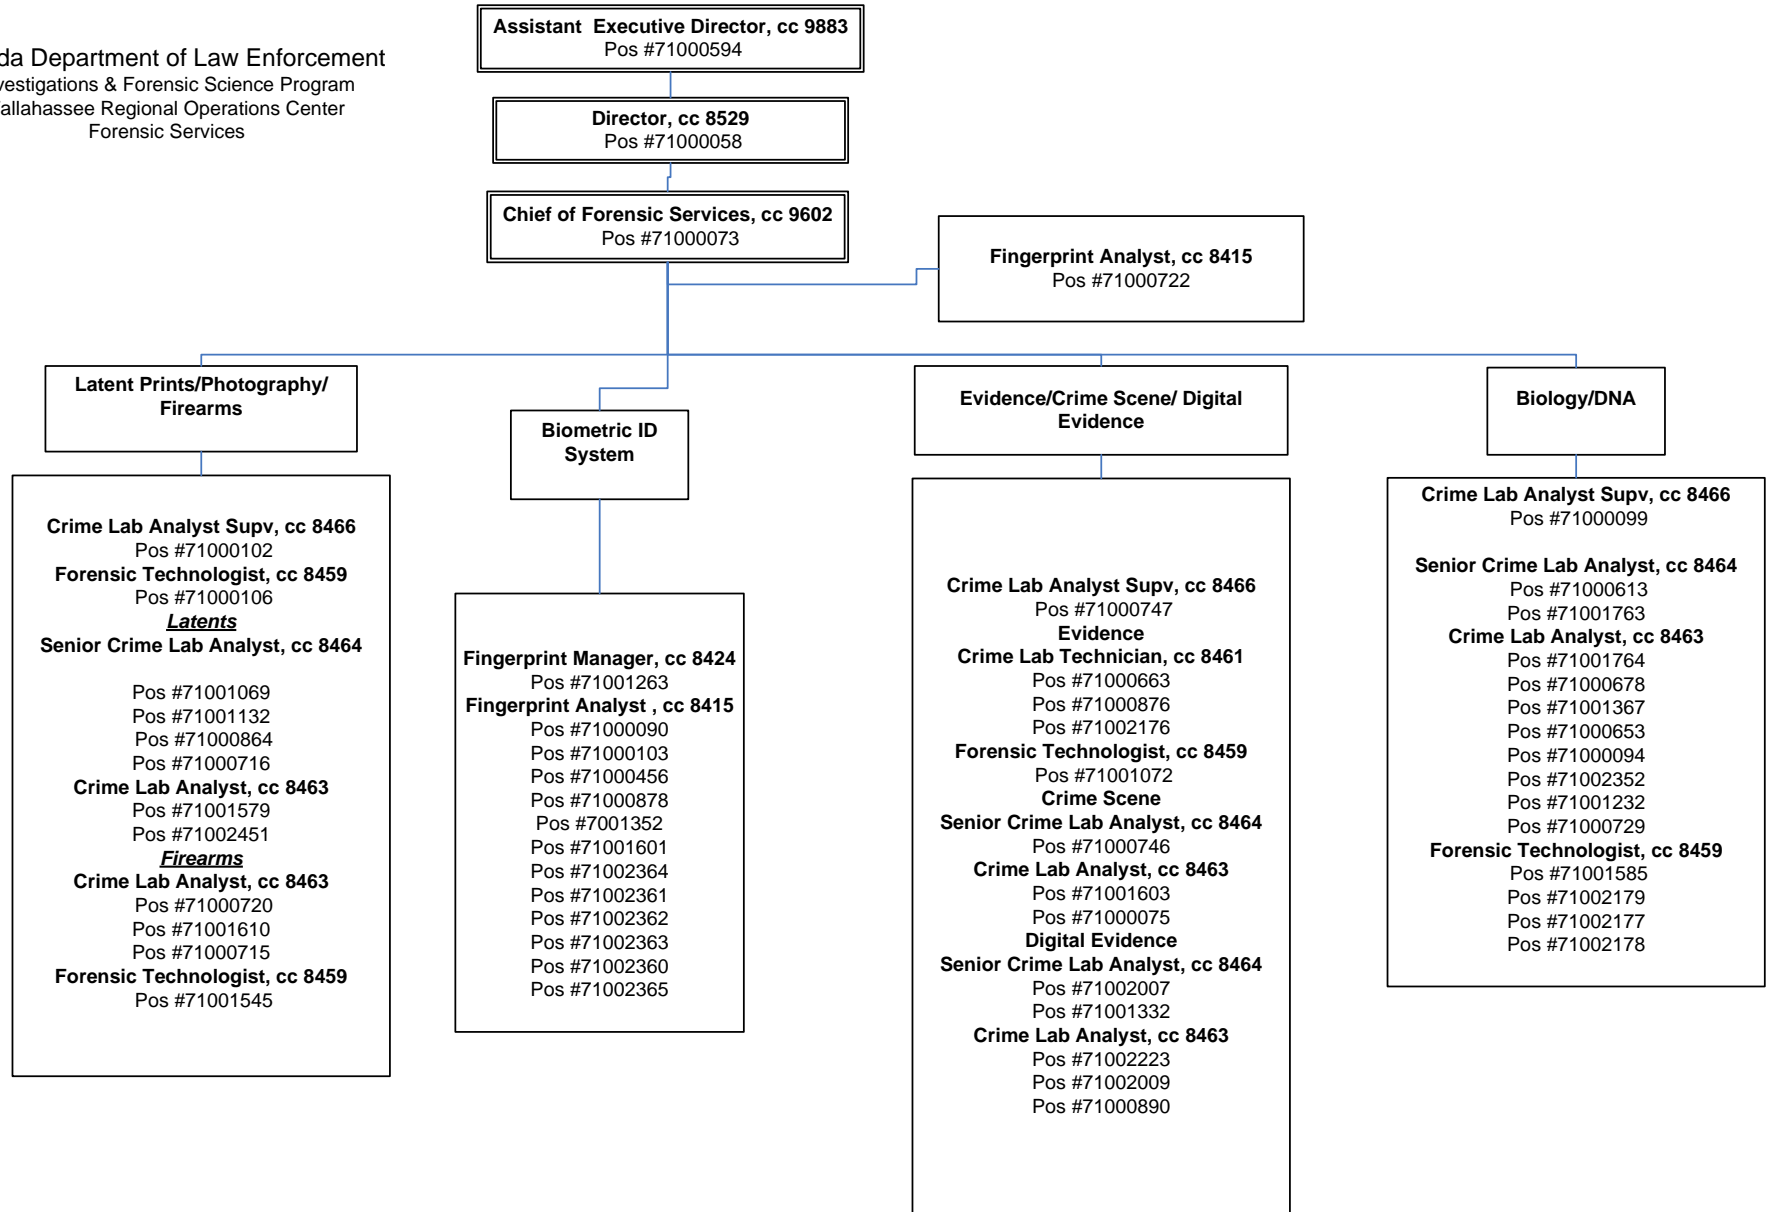 da Department of Law Enforcement
vestigations & Forensic Science Program
allahassee Regional Operations Center
Forensic Services
Assistant  Executive Director, cc 9883
Pos #71000594
Director, cc 8529
Pos #71000058
Chief of Forensic Services, cc 9602
Pos #71000073
Fingerprint Analyst, cc 8415
Pos #71000722
Latent Prints/Photography/
Firearms
Crime Lab Analyst Supv, cc 8466
Pos #71000102
Forensic Technologist, cc 8459
Pos #71000106
Latents
Senior Crime Lab Analyst, cc 8464
Pos #71001069
Pos #71001132
Pos #71000864
Pos #71000716
Crime Lab Analyst, cc 8463
Pos #71001579
Pos #71002451
Firearms
Crime Lab Analyst, cc 8463
Pos #71000720
Pos #71001610
Pos #71000715
Forensic Technologist, cc 8459
Pos #71001545
Biometric ID
System
Fingerprint Manager, cc 8424
Pos #71001263
Fingerprint Analyst , cc 8415
Pos #71000090
Pos #71000103
Pos #71000456
Pos #71000878
Pos #7001352
Pos #71001601
Pos #71002364
Pos #71002361
Pos #71002362
Pos #71002363
Pos #71002360
Pos #71002365
Evidence/Crime Scene/ Digital
Evidence
Crime Lab Analyst Supv, cc 8466
Pos #71000747
Evidence
Crime Lab Technician, cc 8461
Pos #71000663
Pos #71000876
Pos #71002176
Forensic Technologist, cc 8459
Pos #71001072
Crime Scene
Senior Crime Lab Analyst, cc 8464
Pos #71000746
Crime Lab Analyst, cc 8463
Pos #71001603
Pos #71000075
Digital Evidence
Senior Crime Lab Analyst, cc 8464
Pos #71002007
Pos #71001332
Crime Lab Analyst, cc 8463
Pos #71002223
Pos #71002009
Pos #71000890
Biology/DNA
Crime Lab Analyst Supv, cc 8466
Pos #71000099
Senior Crime Lab Analyst, cc 8464
Pos #71000613
Pos #71001763
Crime Lab Analyst, cc 8463
Pos #71001764
Pos #71000678
Pos #71001367
Pos #71000653
Pos #71000094
Pos #71002352
Pos #71001232
Pos #71000729
Forensic Technologist, cc 8459
Pos #71001585
Pos #71002179
Pos #71002177
Pos #71002178